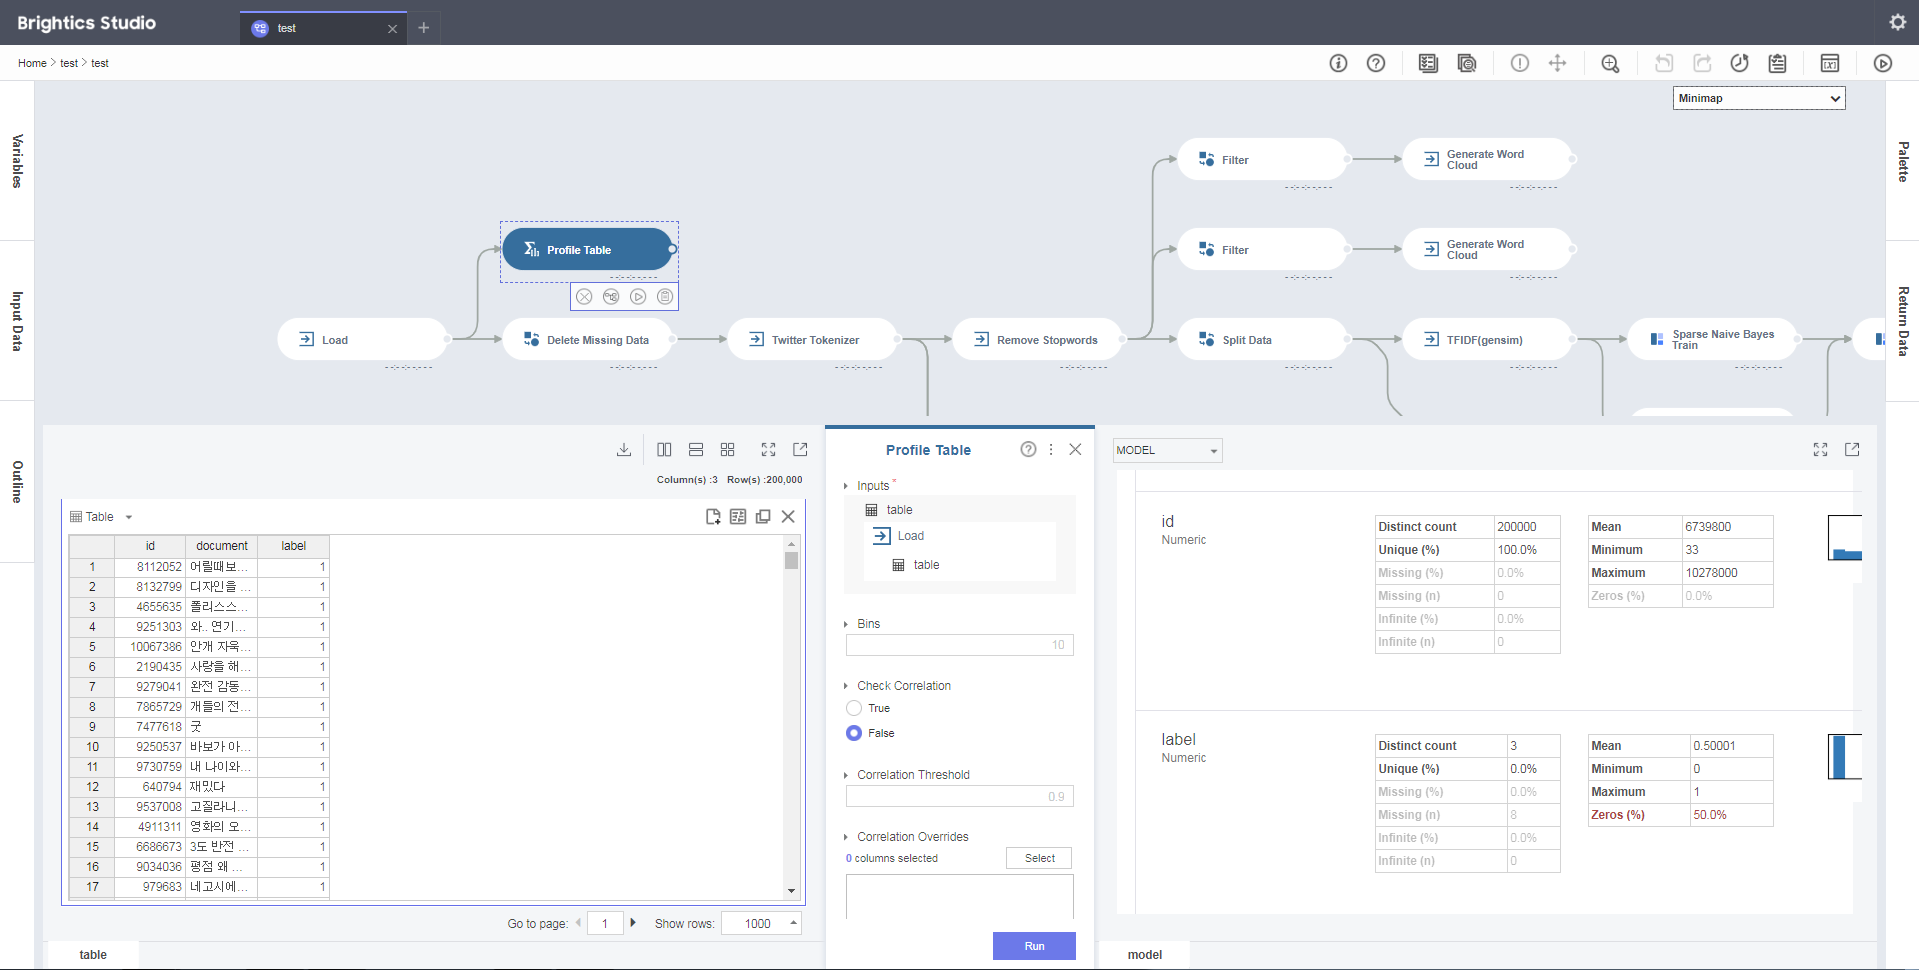 Brightics Studio
test
Home > test > test
Minimap
Variables
Input Data
Outline
Palette
Return Data
Filter
Generate Word
Cloud
Profile Table
Filter
Generate Word
Cloud
Load
Delete Missing Data
Twitter Tokenizer
Remove Stopwords
Split Data
TFIDF(gensim)
Sparse Naive Bayes
Train
Column(s) :3 Row(s) :200,000
Table
id document label
1 8112052 어릴때보... 1
2 8132799 디자인을 ... 1
3 4655635 폴리스스... 1
4 9251303 와.. 연기... 1
5 10067386 안개 자욱... 1
6 2190435 사랑을 해... 1
7 9279041 완전 감동... 1
8 7865729 개들의 전... 1
9 7477618 굿 1
10 9250537 바보가 아... 1
11 9730759 내 나이와... 1
12 640794 재밌다 1
13 9537008 고질라니... 1
14 4911311 영화의 오... 1
15 6686673 3도 반전 ... 1
16 9034036 평점 왜 ... 1
17 979683 네고시에... 1
Go to page: 1 Show rows: 1000
table
Profile Table
Inputs *
table
Load
table
Bins
10
Check Correlation
True
False
Correlation Threshold
0.9
Correlation Overrides
0 columns selected Select
Run
MODEL
id
Numeric
Distinct count 200000
Unique (%) 100.0%
Missing (%) 0.0%
Missing (n) 0
Infinite (%) 0.0%
Infinite (n) 0
Mean 6739800
Minimum 33
Maximum 10278000
Zeros (%) 0.0%
label
Numeric
Distinct count 3
Unique (%) 0.0%
Missing (%) 0.0%
Missing (n) 8
Infinite (%) 0.0%
Infinite (n) 0
Mean 0.50001
Minimum 0
Maximum 1
Zeros (%) 50.0%
model